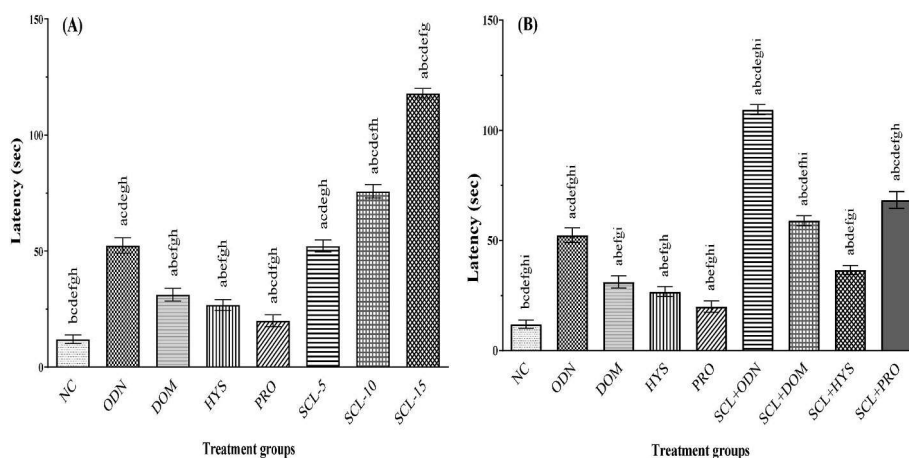 (A)
Latency (sec)
150
100
50
0
bcdefgh
acdegh
abefgh
abefgh
abcdfgh
acdegh
abcdefh
abcdefg
NC
ODN
DOM
HYS
PRO
SCL-5
SCL-10
SCL-15
Treatment groups
(B)
Latency (sec)
150
100
50
0
bcdefghi
acdefghi
abefgi
abefgh
abefghi
abcdeghi
abcdefhi
abdefgi
abcdefgh
NC
ODN
DOM
HYS
PRO
SCL+ODN
SCL+DOM
SCL+HYS
SCL+PRO
Treatment groups